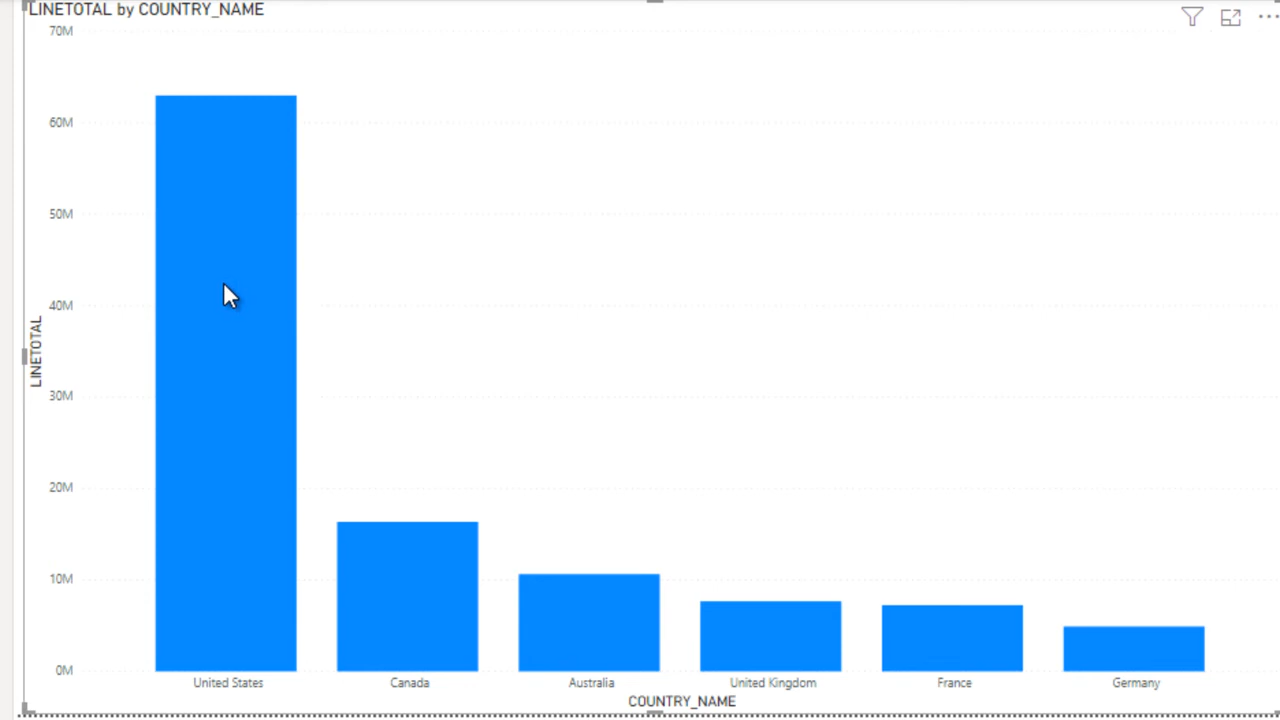 LINETOTAL by COUNTRY_NAME
70M
60M
50M
40M
30M
20M
10M
0M
LINETOTAL
United States
Canada
Australia
United Kingdom
France
Germany
COUNTRY_NAME